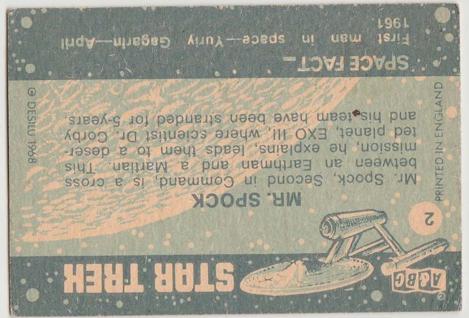 A&BC
STAR TREK
2
MR. SPOCK
Mr. Spock, Second in Command, is a cross
between an Earthman and a Martian. This
mission, he explains, leads them to a deser-
ted planet, EXO III, where scientist Dr. Corby
and his team have been stranded for 5-years.
PRINTED IN ENGLAND
© DESILU 1968
SPACE FACT—
First man in space—Yuriy Gagarin—April
1961